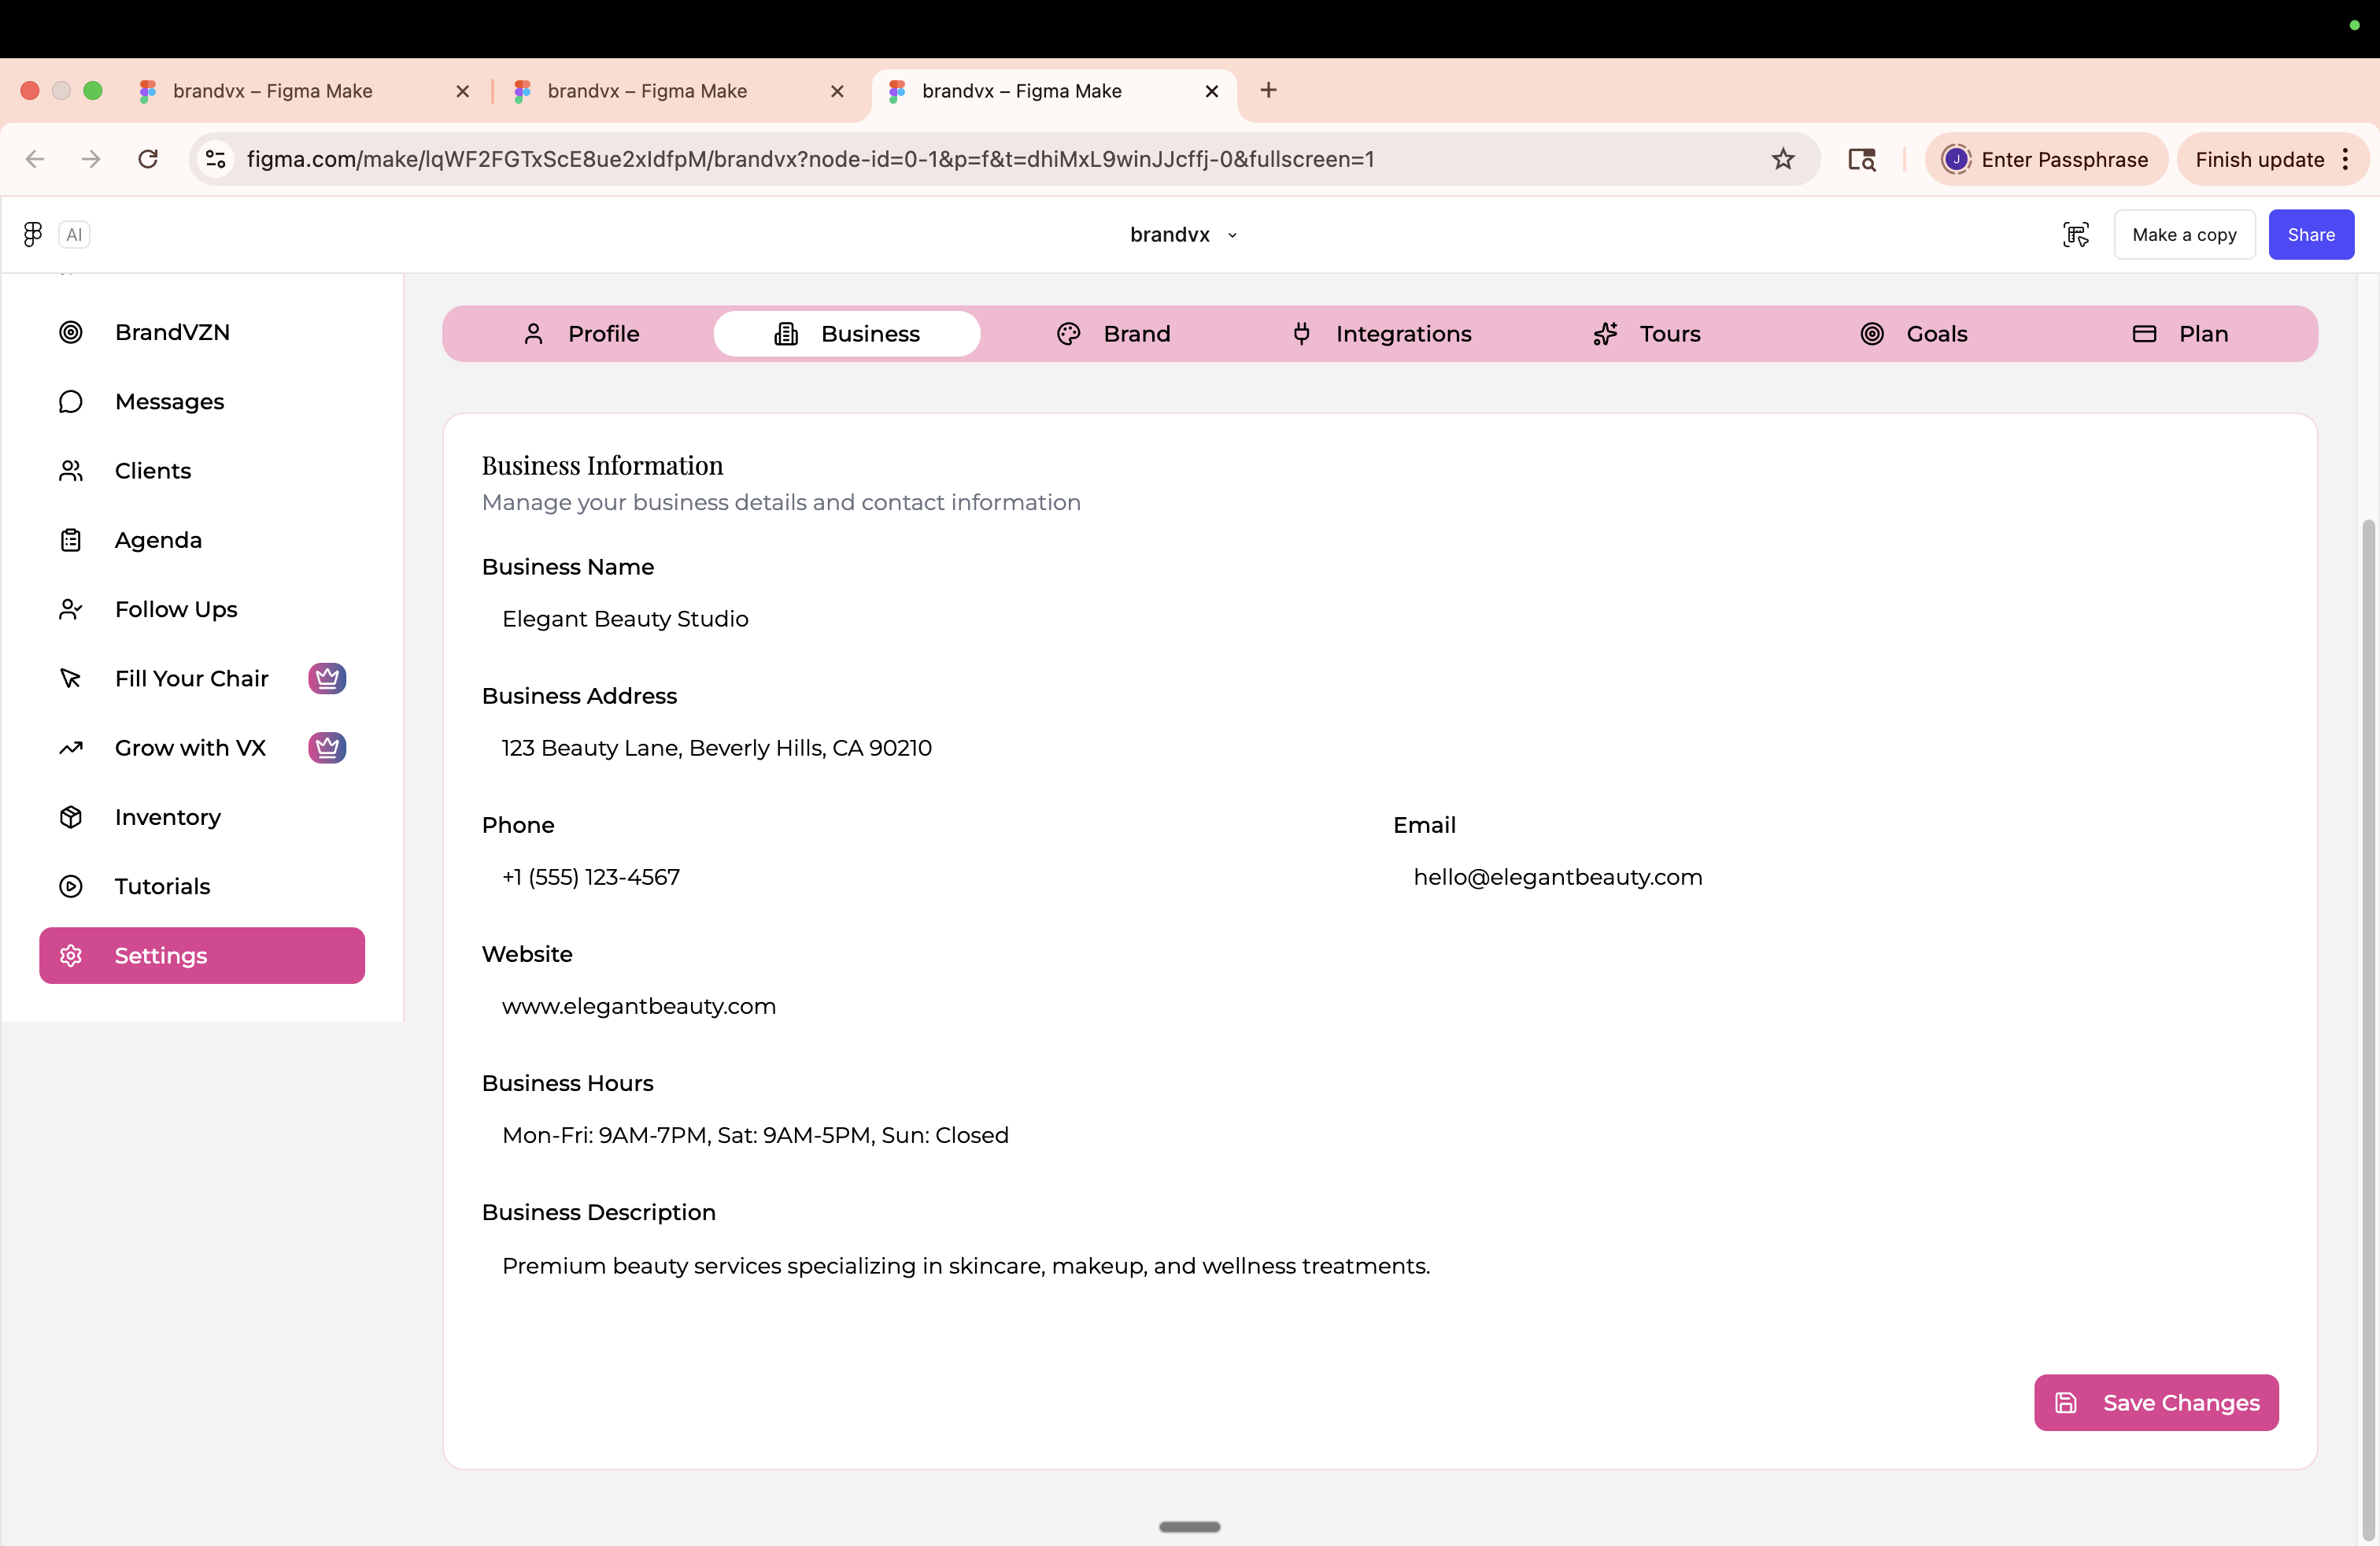 brandvx – Figma Make
brandvx – Figma Make
brandvx – Figma Make
figma.com/make/lqWF2FGTxScE8ue2xIdfpM/brandvx?node-id=0-1&p=f&t=dhiMxL9winJJcffj-0&fullscreen=1
J
Enter Passphrase
Finish update
AI
brandvx
Make a copy
Share
BrandVZN
Messages
Clients
Agenda
Follow Ups
Fill Your Chair
Grow with VX
Inventory
Tutorials
Settings
Profile
Business
Brand
Integrations
Tours
Goals
Plan
Business Information
Manage your business details and contact information
Business Name
Elegant Beauty Studio
Business Address
123 Beauty Lane, Beverly Hills, CA 90210
Phone
+1 (555) 123-4567
Email
hello@elegantbeauty.com
Website
www.elegantbeauty.com
Business Hours
Mon-Fri: 9AM-7PM, Sat: 9AM-5PM, Sun: Closed
Business Description
Premium beauty services specializing in skincare, makeup, and wellness treatments.
Save Changes